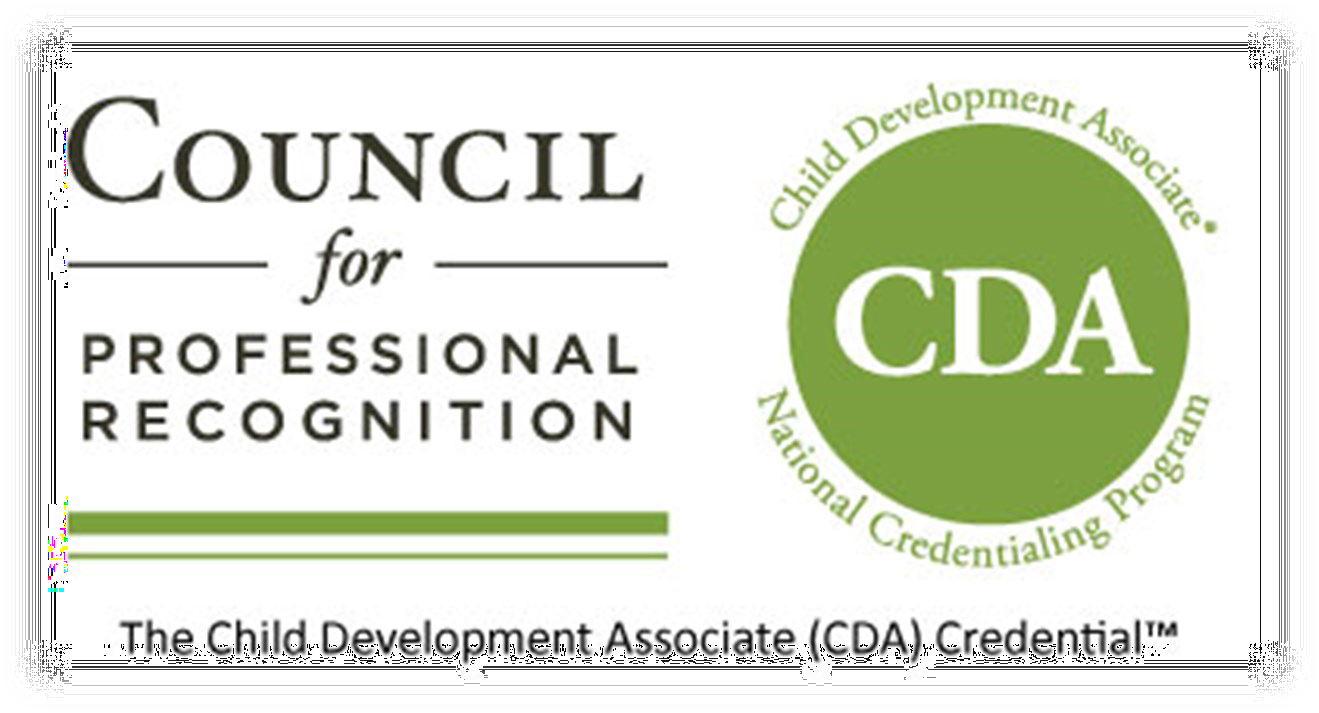 COUNCIL
for
PROFESSIONAL
RECOGNITION
Child Development Associate®
CDA
National Credentialing Program
The Child Development Associate (CDA) Credential™